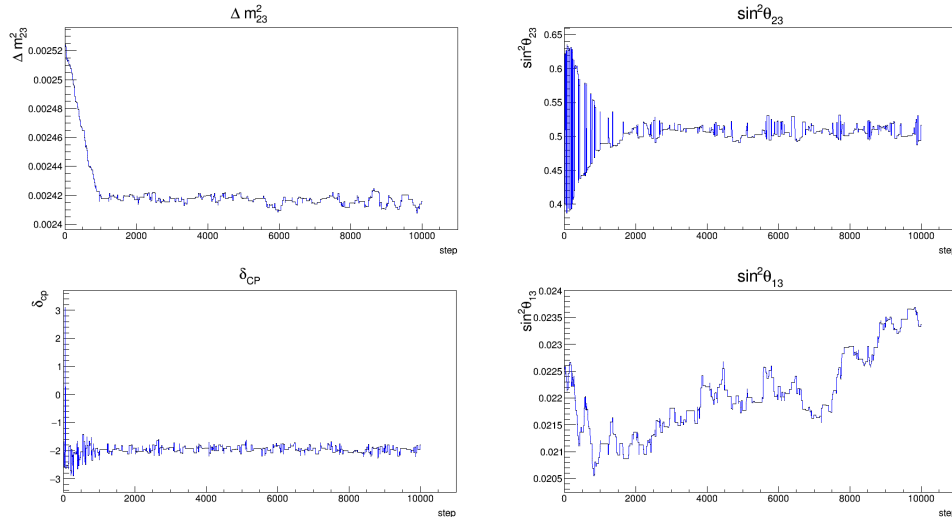 Δ m²₂₃
Δ m²₂₃
0.00252
0.0025
0.00248
0.00246
0.00244
0.00242
0.0024
0 2000 4000 6000 8000 10000
step
sin²θ₂₃
sin²θ₂₃
0.65
0.6
0.55
0.5
0.45
0.4
0 2000 4000 6000 8000 10000
step
δCP
δcp
3
2
1
0
−1
−2
−3
0 2000 4000 6000 8000 10000
step
sin²θ₁₃
sin²θ₁₃
0.024
0.0235
0.023
0.0225
0.022
0.0215
0.021
0.0205
0 2000 4000 6000 8000 10000
step